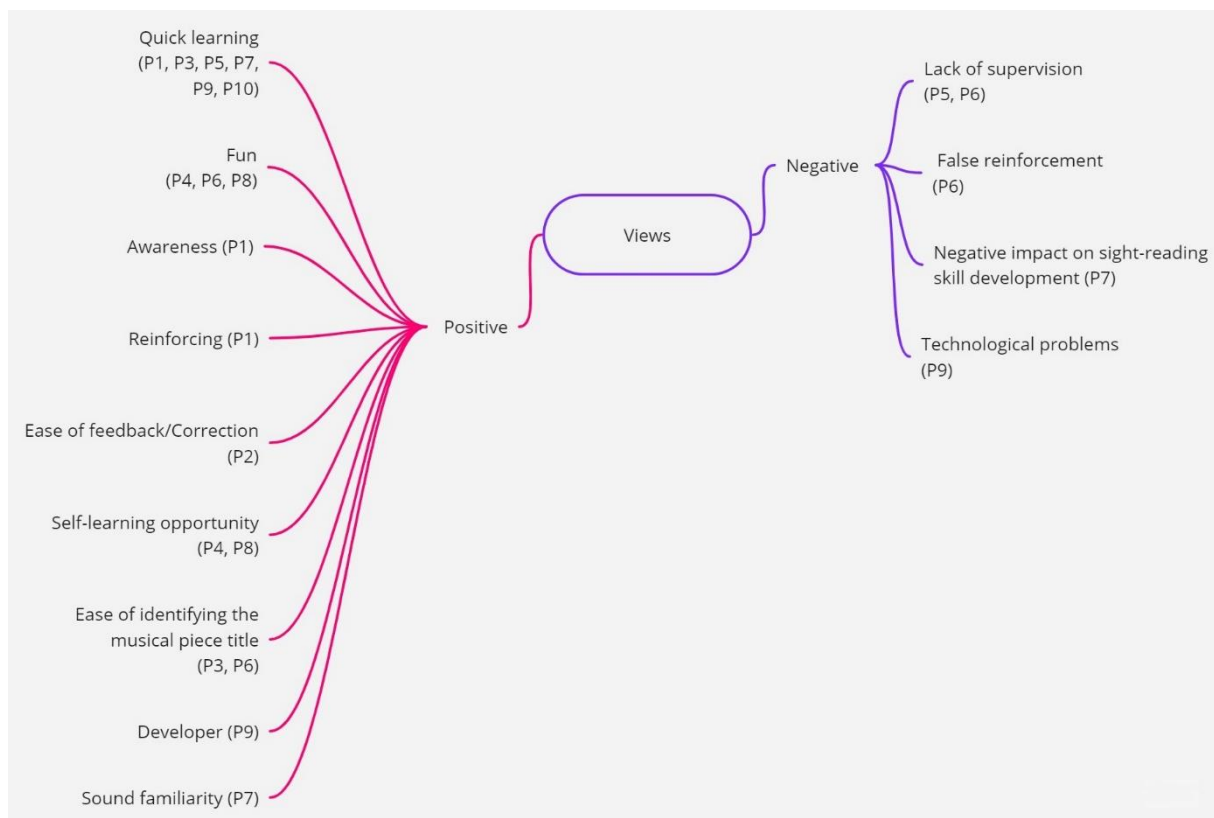 Quick learning
(P1, P3, P5, P7,
P9, P10)
Fun
(P4, P6, P8)
Awareness (P1)
Reinforcing (P1)
Ease of feedback/Correction
(P2)
Self-learning opportunity
(P4, P8)
Ease of identifying the
musical piece title
(P3, P6)
Developer (P9)
Sound familiarity (P7)
Positive
Views
Negative
Lack of supervision
(P5, P6)
False reinforcement
(P6)
Negative impact on sight-reading
skill development (P7)
Technological problems
(P9)